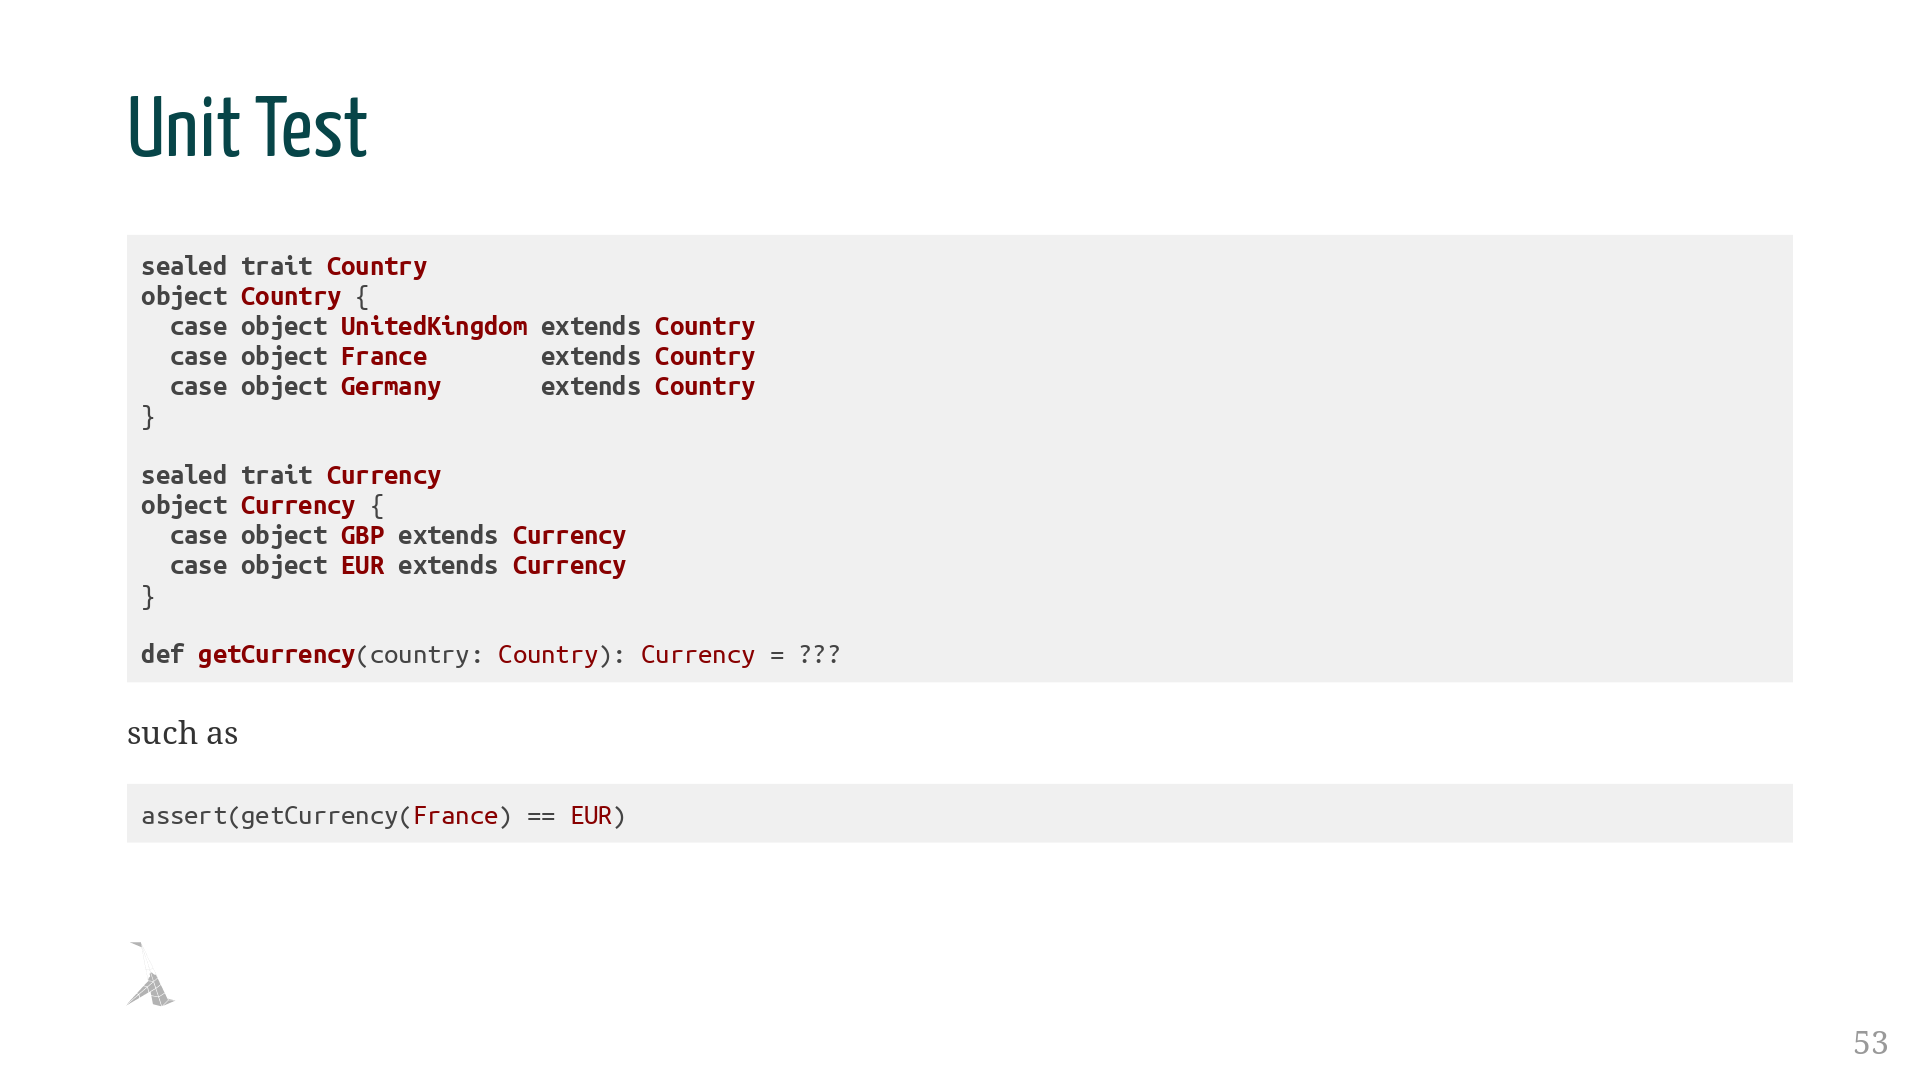 Unit Test
sealed trait Country
object Country {
  case object UnitedKingdom extends Country
  case object France        extends Country
  case object Germany       extends Country
}

sealed trait Currency
object Currency {
  case object GBP extends Currency
  case object EUR extends Currency
}

def getCurrency(country: Country): Currency = ???
such as
assert(getCurrency(France) == EUR)
53